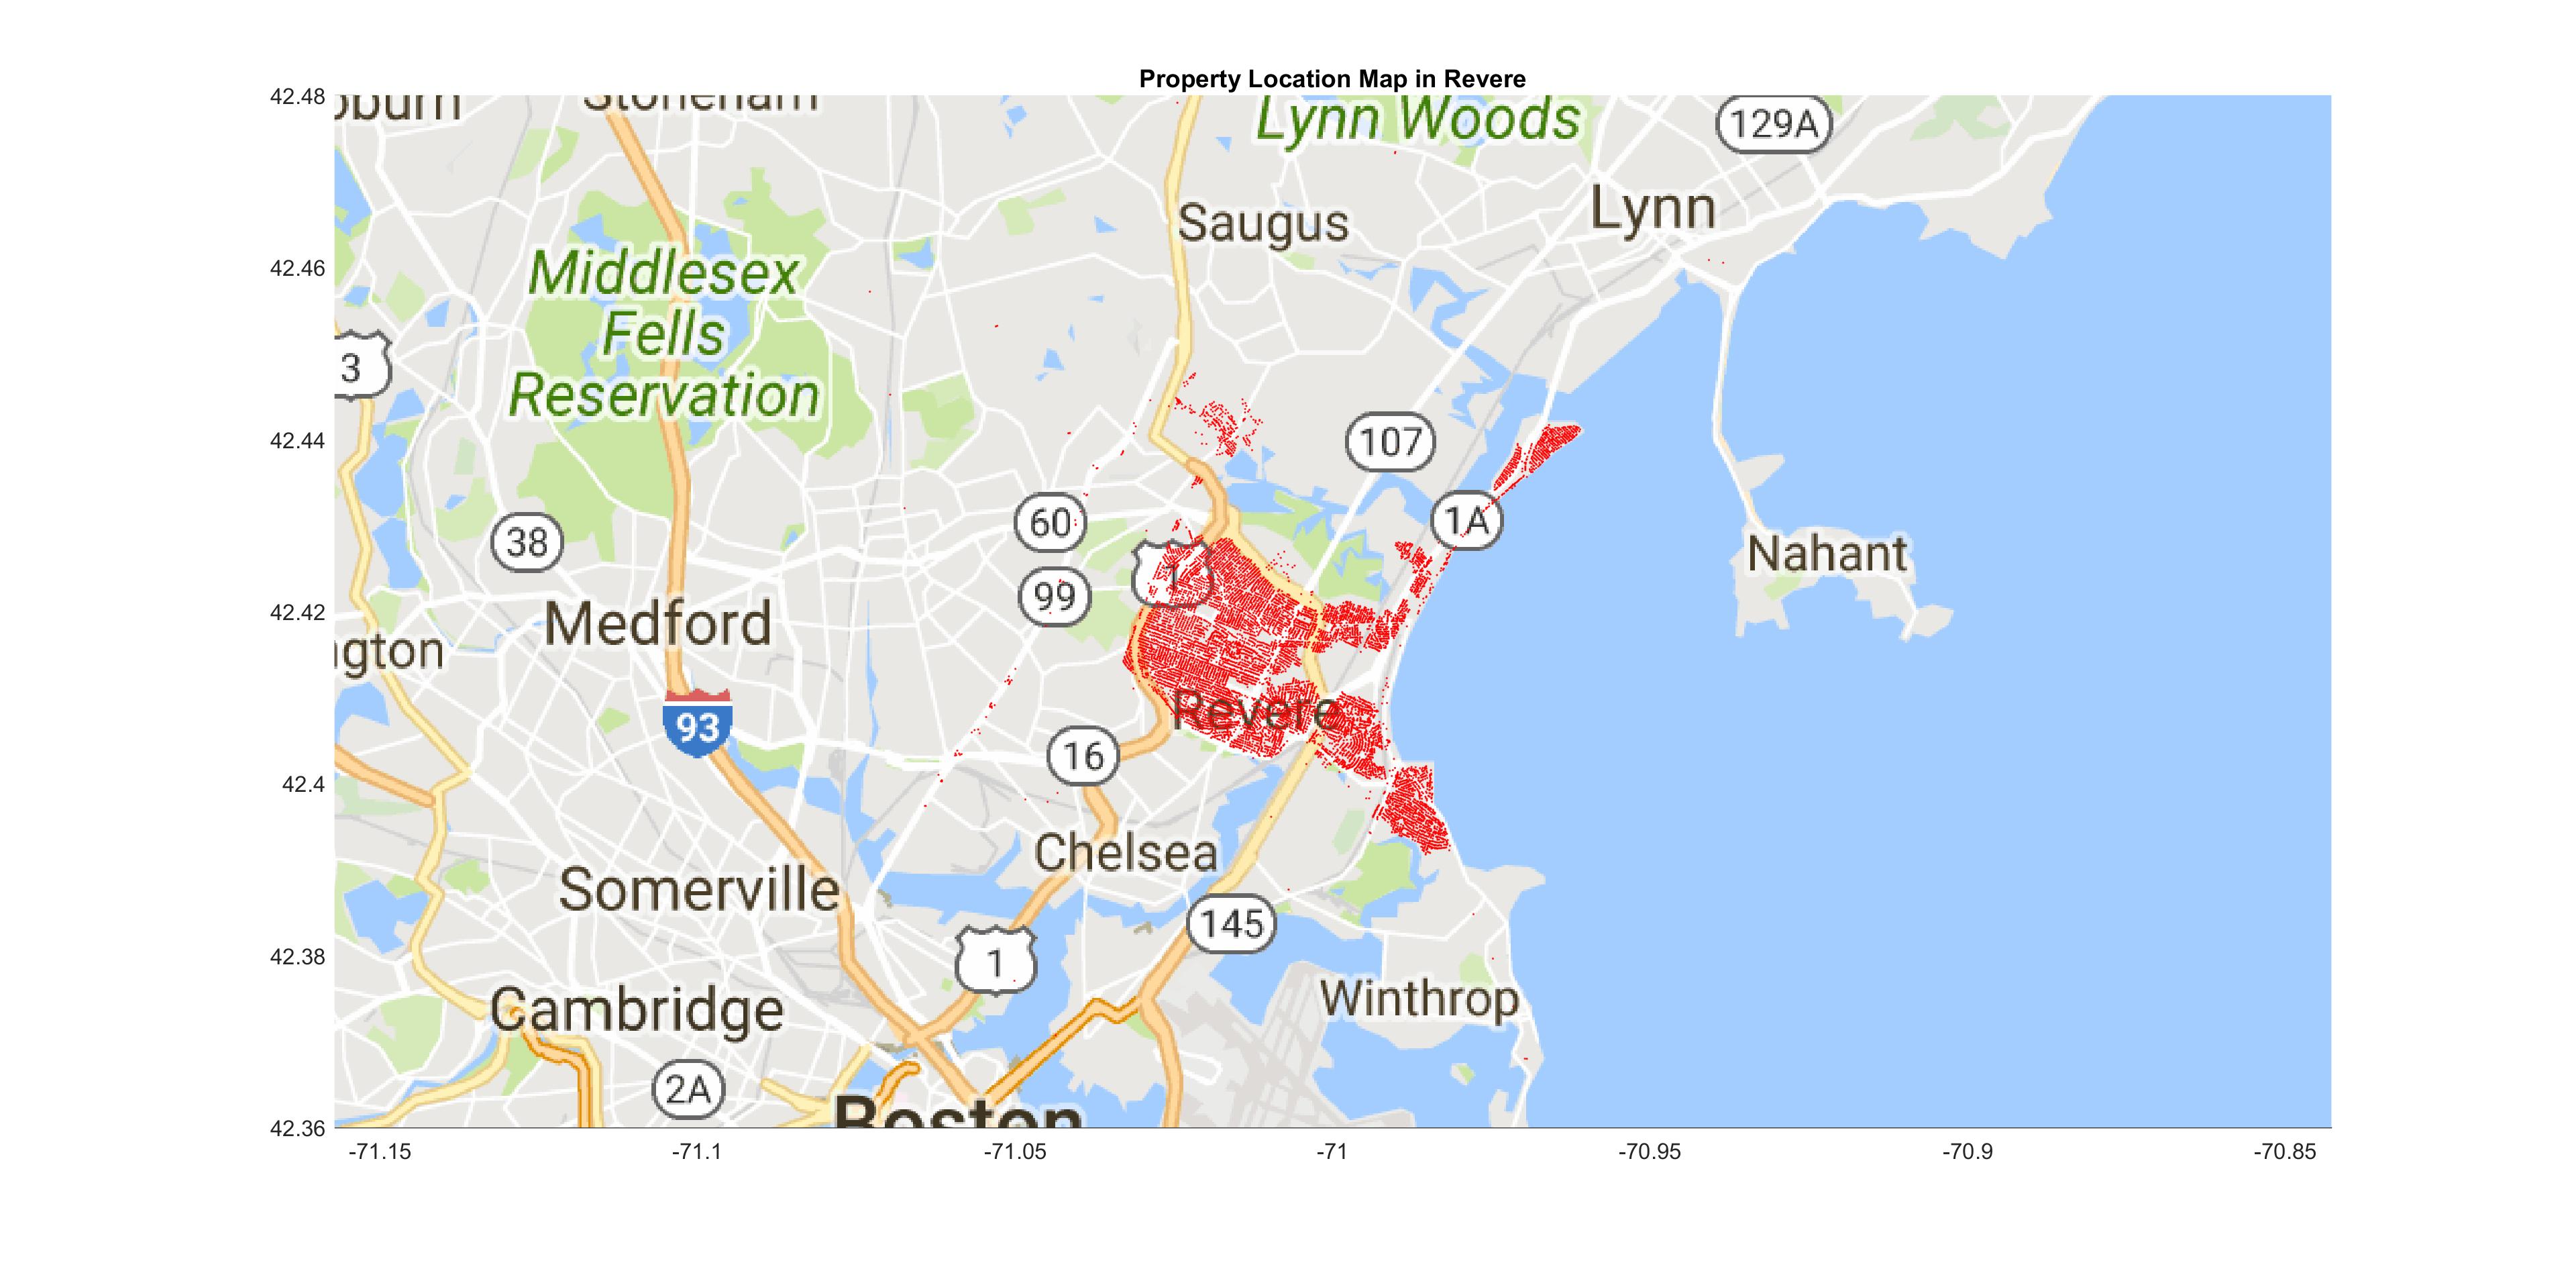 Property Location Map in Revere
42.48
oburn
Stoneham
Lynn Woods
129A
Saugus
Lynn
42.46
Middlesex
Fells
Reservation
3
42.44
107
60
1A
38
1
Nahant
99
42.42
Medford
gton
Revere
93
16
42.4
Chelsea
Somerville
145
1
42.38
Cambridge
Winthrop
2A
Boston
42.36
-71.15
-71.1
-71.05
-71
-70.95
-70.9
-70.85